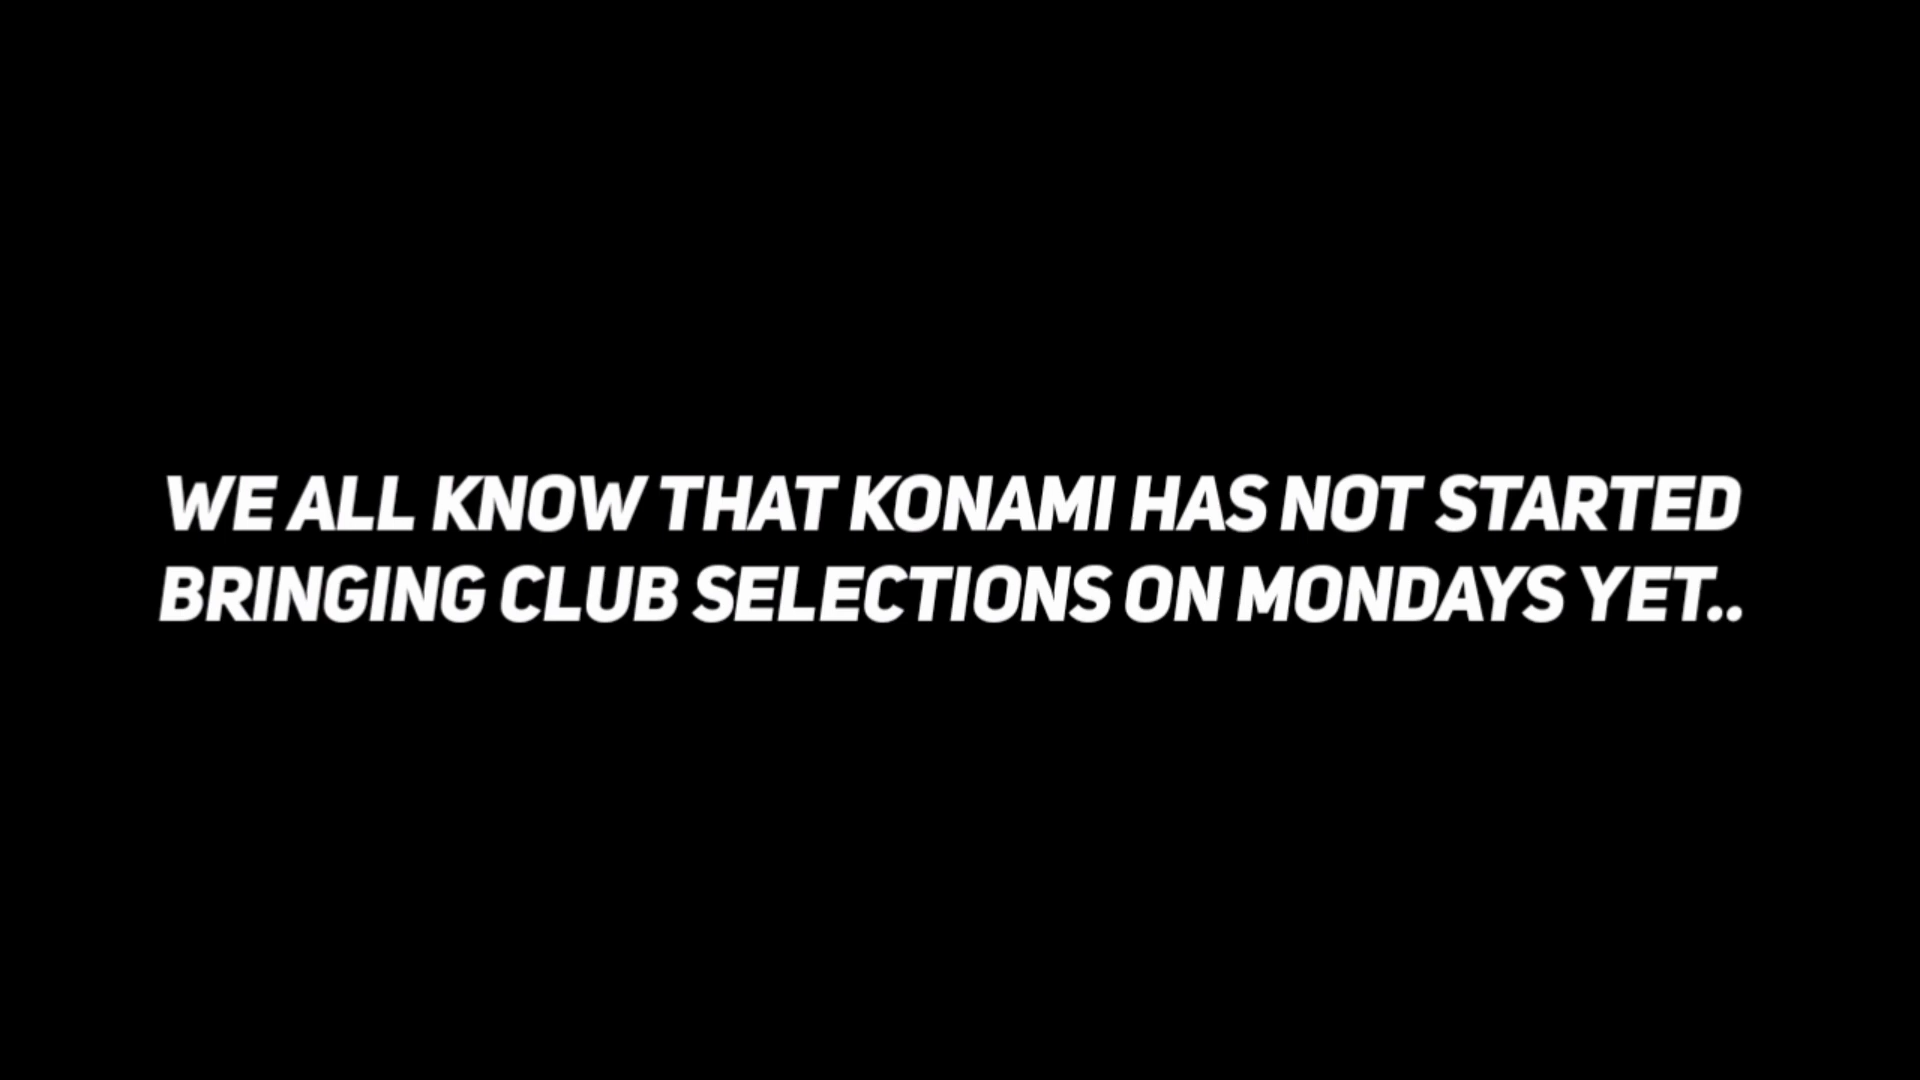 WE ALL KNOW THAT KONAMI HAS NOT STARTED
BRINGING CLUB SELECTIONS ON MONDAYS YET..